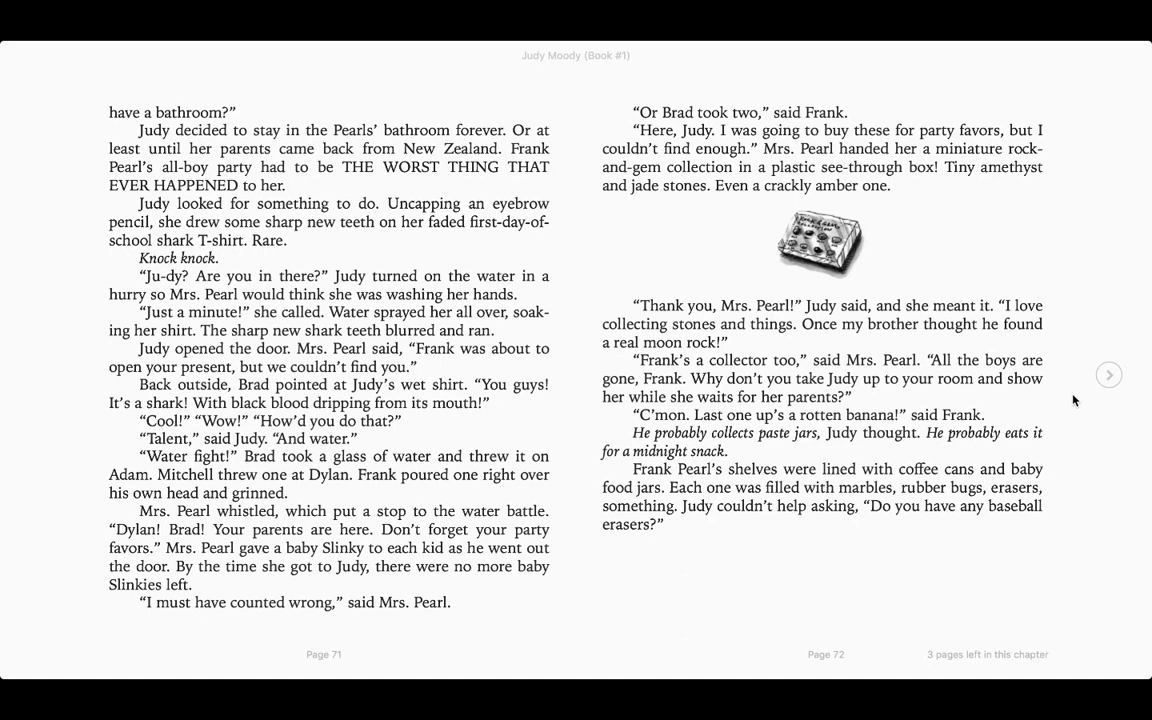 Judy Moody (Book #1)
have a bathroom?”
Judy decided to stay in the Pearls’ bathroom forever. Or at
least until her parents came back from New Zealand. Frank
Pearl’s all-boy party had to be THE WORST THING THAT
EVER HAPPENED to her.
Judy looked for something to do. Uncapping an eyebrow
pencil, she drew some sharp new teeth on her faded first-day-of-
school shark T-shirt. Rare.
Knock knock.
“Ju-dy? Are you in there?” Judy turned on the water in a
hurry so Mrs. Pearl would think she was washing her hands.
“Just a minute!” she called. Water sprayed her all over, soak-
ing her shirt. The sharp new shark teeth blurred and ran.
Judy opened the door. Mrs. Pearl said, “Frank was about to
open your present, but we couldn’t find you.”
Back outside, Brad pointed at Judy’s wet shirt. “You guys!
It’s a shark! With black blood dripping from its mouth!”
“Cool!” “Wow!” “How’d you do that?”
“Talent,” said Judy. “And water.”
“Water fight!” Brad took a glass of water and threw it on
Adam. Mitchell threw one at Dylan. Frank poured one right over
his own head and grinned.
Mrs. Pearl whistled, which put a stop to the water battle.
“Dylan! Brad! Your parents are here. Don’t forget your party
favors.” Mrs. Pearl gave a baby Slinky to each kid as he went out
the door. By the time she got to Judy, there were no more baby
Slinkies left.
“I must have counted wrong,” said Mrs. Pearl.
Page 71
“Or Brad took two,” said Frank.
“Here, Judy. I was going to buy these for party favors, but I
couldn’t find enough.” Mrs. Pearl handed her a miniature rock-
and-gem collection in a plastic see-through box! Tiny amethyst
and jade stones. Even a crackly amber one.
“Thank you, Mrs. Pearl!” Judy said, and she meant it. “I love
collecting stones and things. Once my brother thought he found
a real moon rock!”
“Frank’s a collector too,” said Mrs. Pearl. “All the boys are
gone, Frank. Why don’t you take Judy up to your room and show
her while she waits for her parents?”
“C’mon. Last one up’s a rotten banana!” said Frank.
He probably collects paste jars, Judy thought. He probably eats it
for a midnight snack.
Frank Pearl’s shelves were lined with coffee cans and baby
food jars. Each one was filled with marbles, rubber bugs, erasers,
something. Judy couldn’t help asking, “Do you have any baseball
erasers?”
Page 72
3 pages left in this chapter